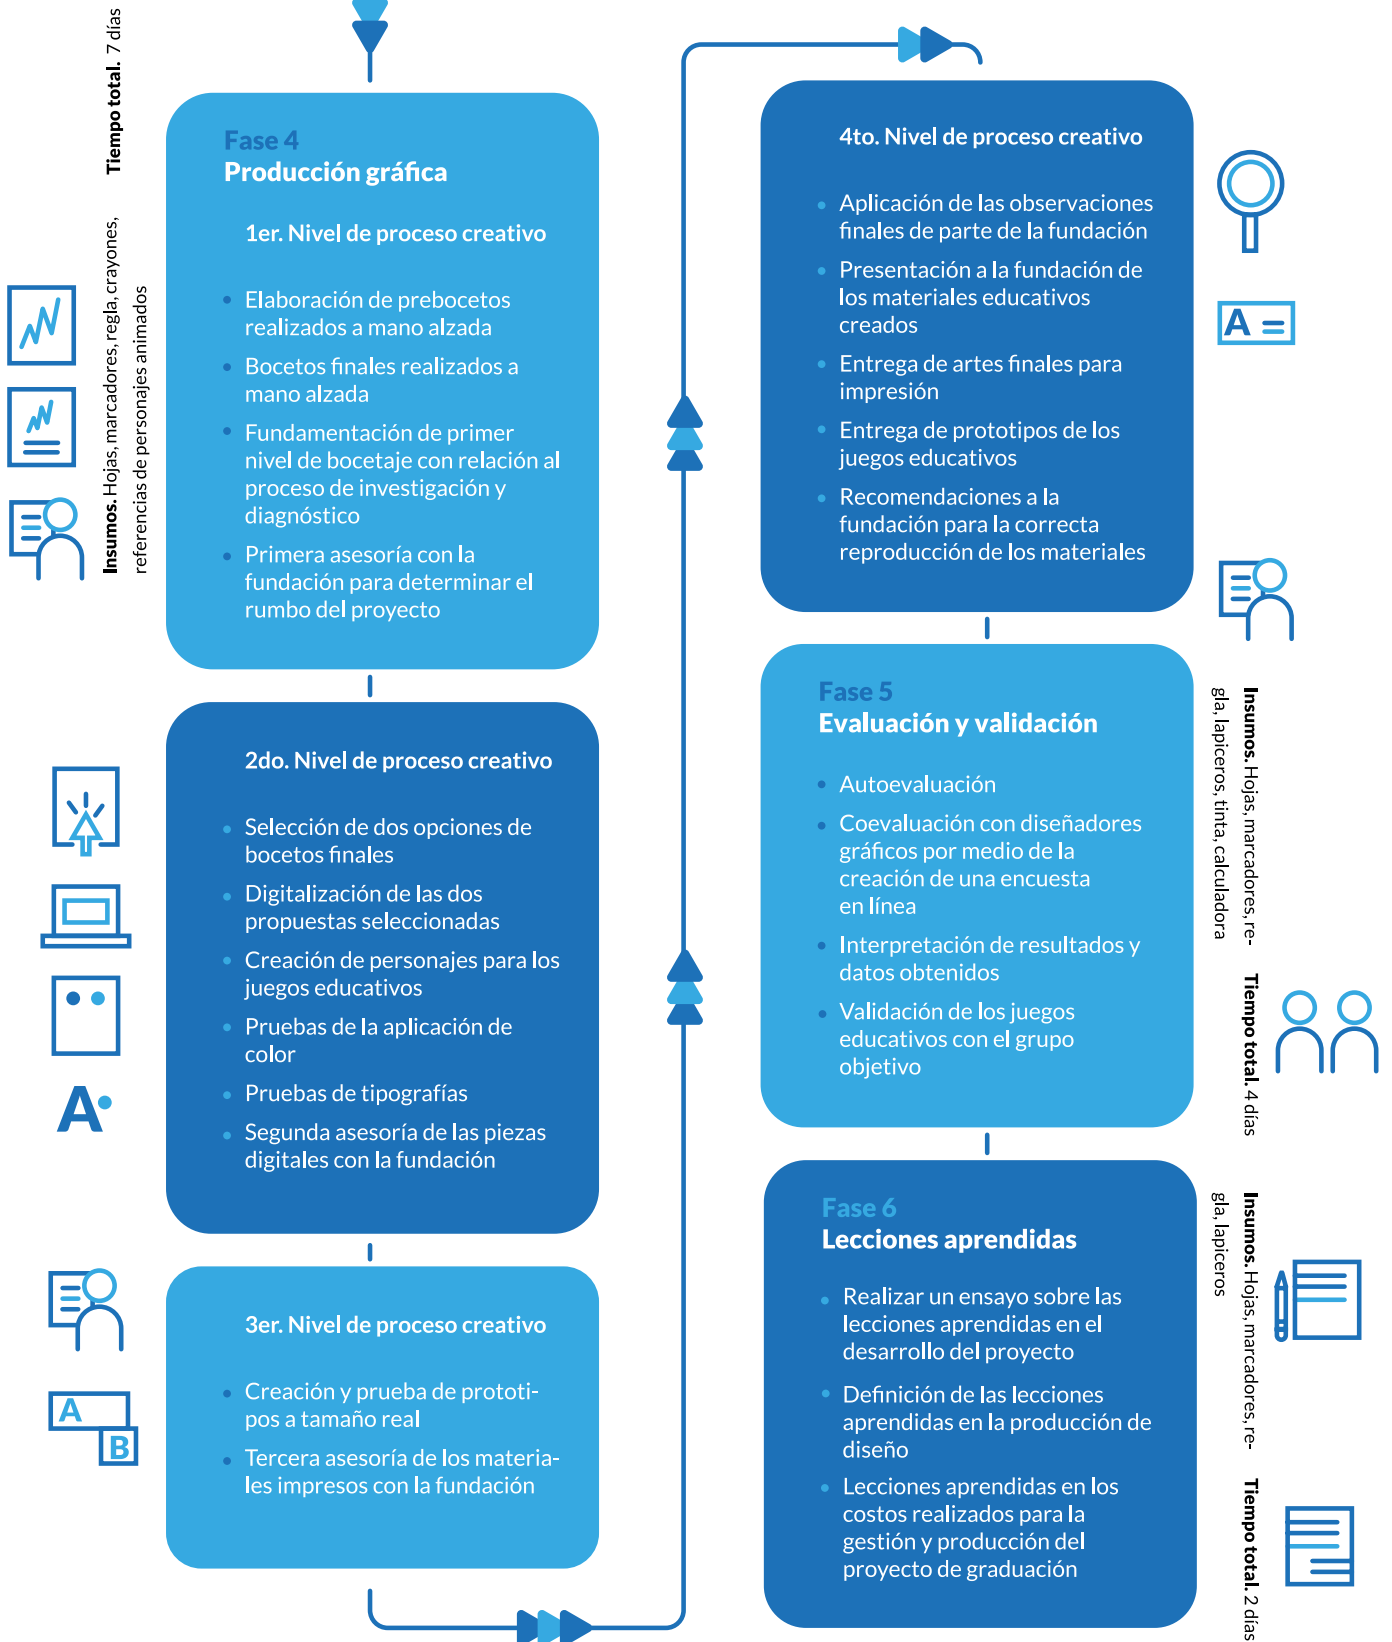 Tiempo total. 7 días
Insumos. Hojas, marcadores, regla, crayones,
referencias de personajes animados
Fase 4
Producción gráfica
1er. Nivel de proceso creativo
Elaboración de prebocetos
realizados a mano alzada
Bocetos finales realizados a
mano alzada
Fundamentación de primer
nivel de bocetaje con relación al
proceso de investigación y
diagnóstico
Primera asesoría con la
fundación para determinar el
rumbo del proyecto
2do. Nivel de proceso creativo
Selección de dos opciones de
bocetos finales
Digitalización de las dos
propuestas seleccionadas
Creación de personajes para los
juegos educativos
Pruebas de la aplicación de
color
Pruebas de tipografías
Segunda asesoría de las piezas
digitales con la fundación
A
3er. Nivel de proceso creativo
Creación y prueba de prototi-
pos a tamaño real
Tercera asesoría de los materia-
les impresos con la fundación
A
B
4to. Nivel de proceso creativo
Aplicación de las observaciones
finales de parte de la fundación
Presentación a la fundación de
los materiales educativos
creados
Entrega de artes finales para
impresión
Entrega de prototipos de los
juegos educativos
Recomendaciones a la
fundación para la correcta
reproducción de los materiales
A
Fase 5
Evaluación y validación
Autoevaluación
Coevaluación con diseñadores
gráficos por medio de la
creación de una encuesta
en línea
Interpretación de resultados y
datos obtenidos
Validación de los juegos
educativos con el grupo
objetivo
Insumos. Hojas, marcadores, re-
gla, lapiceros, tinta, calculadora
Tiempo total. 4 días
Fase 6
Lecciones aprendidas
Realizar un ensayo sobre las
lecciones aprendidas en el
desarrollo del proyecto
Definición de las lecciones
aprendidas en la producción de
diseño
Lecciones aprendidas en los
costos realizados para la
gestión y producción del
proyecto de graduación
Insumos. Hojas, marcadores, re-
gla, lapiceros
Tiempo total. 2 días